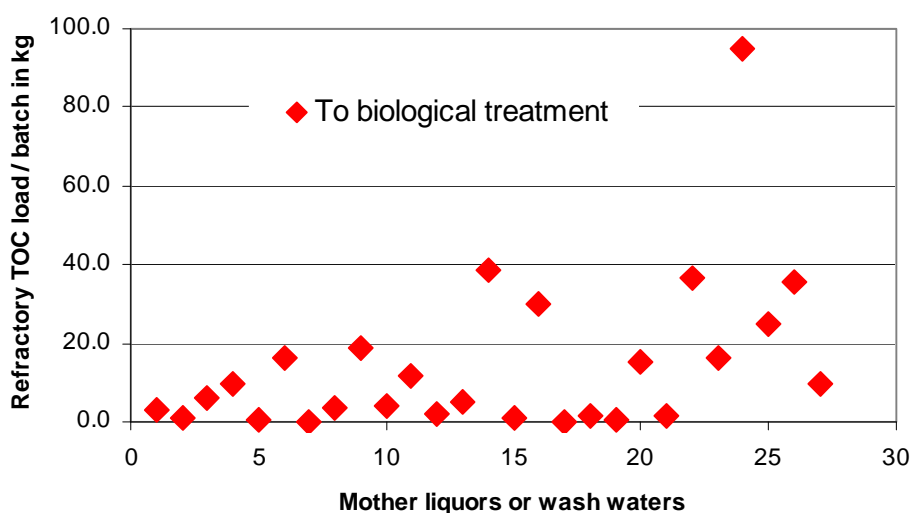 100.0
80.0
60.0
40.0
20.0
0.0
Refractory TOC load / batch in kg
To biological treatment
0 5 10 15 20 25 30
Mother liquors or wash waters